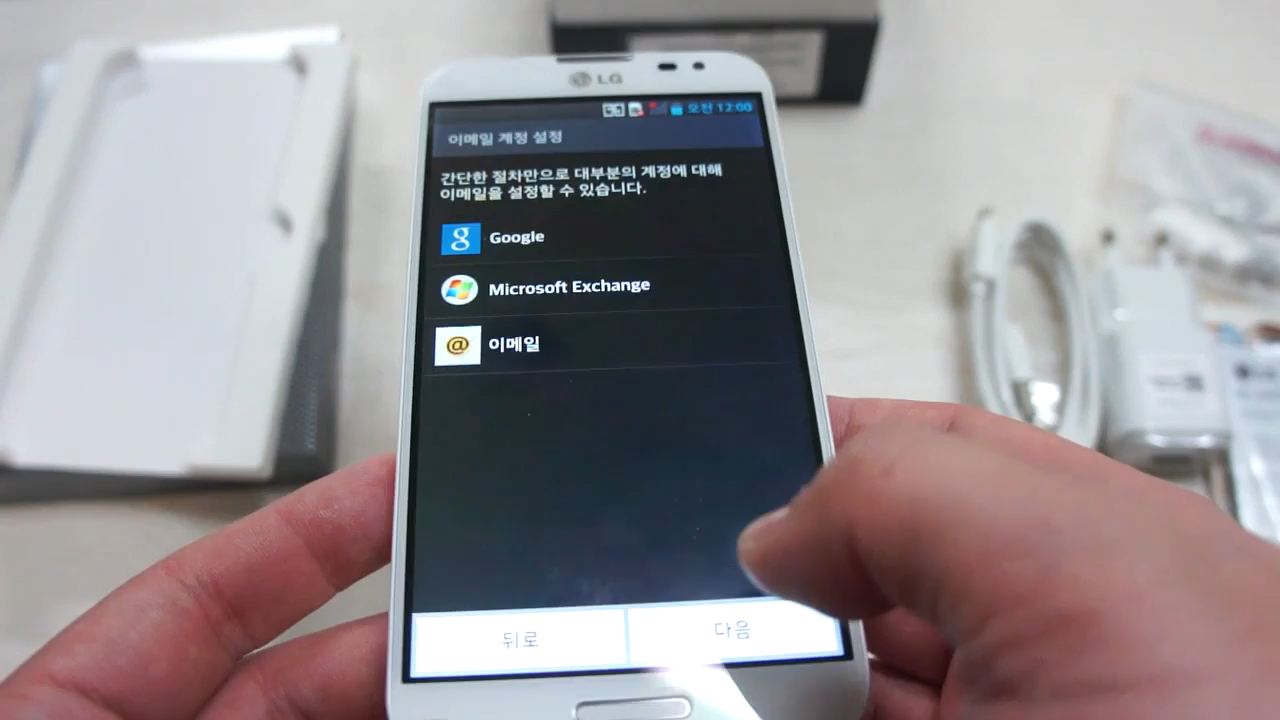 LG
오전 12:00
이메일 계정 설정
간단한 절차만으로 대부분의 계정에 대해
이메일을 설정할 수 있습니다.
g Google
Microsoft Exchange
@ 이메일
뒤로
다음